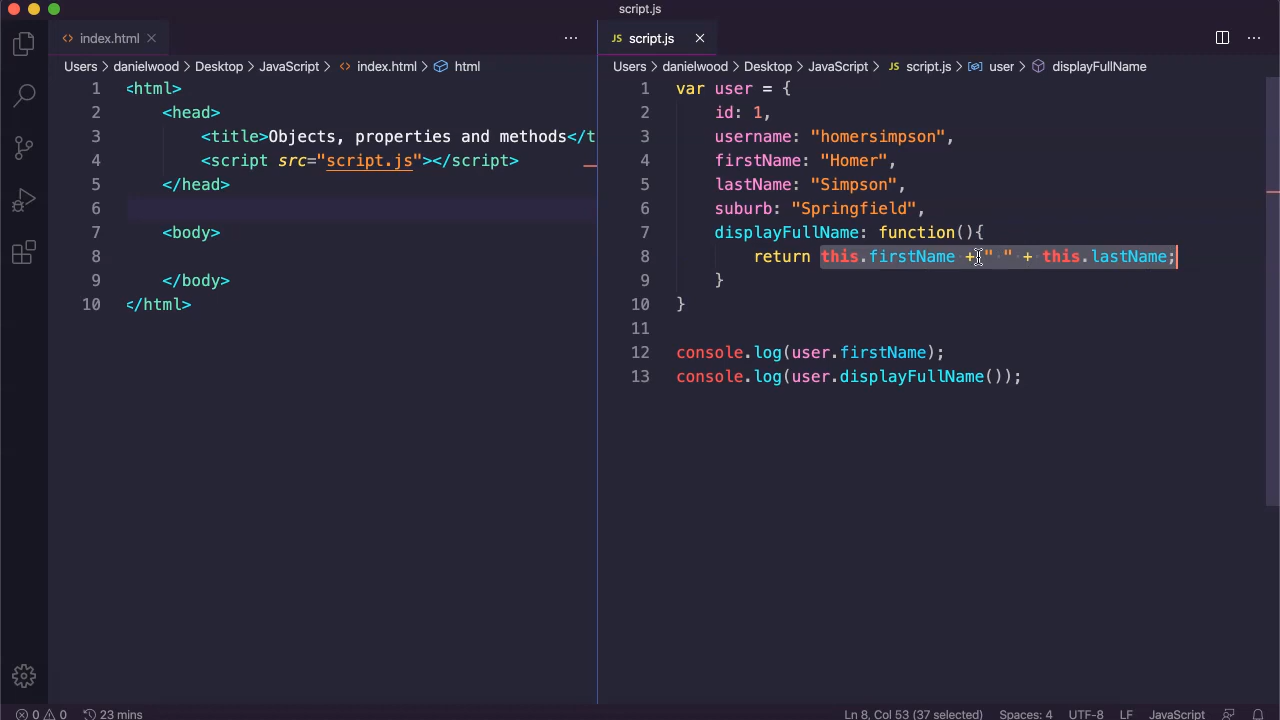 script.js
index.html
script.js
Users > danielwood > Desktop > JavaScript > index.html > html
Users > danielwood > Desktop > JavaScript > JS script.js > user > displayFullName
1 <html>
2 <head>
3 <title>Objects, properties and methods</t
4 <script src="script.js"></script>
5 </head>
6
7 <body>
8
9 </body>
10 </html>
JS
1 var user = {
2 id: 1,
3 username: "homersimpson",
4 firstName: "Homer",
5 lastName: "Simpson",
6 suburb: "Springfield",
7 displayFullName: function(){
8 return this.firstName + " " + this.lastName;
9 }
10 }
11
12 console.log(user.firstName);
13 console.log(user.displayFullName());
0 0 23 mins
Ln 8, Col 53 (37 selected) Spaces: 4 UTF-8 LF JavaScript